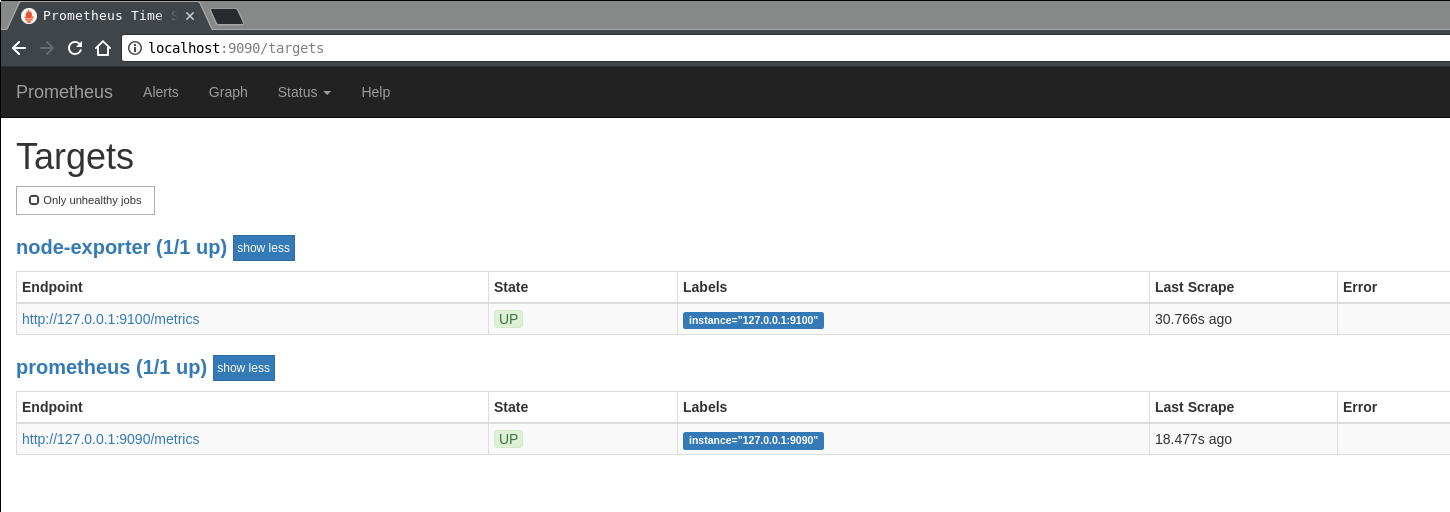 Prometheus Time S
localhost:9090/targets
Prometheus Alerts Graph Status Help
Targets
Only unhealthy jobs
node-exporter (1/1 up) show less
Endpoint State Labels Last Scrape Error
http://127.0.0.1:9100/metrics UP instance="127.0.0.1:9100" 30.766s ago
prometheus (1/1 up) show less
Endpoint State Labels Last Scrape Error
http://127.0.0.1:9090/metrics UP instance="127.0.0.1:9090" 18.477s ago